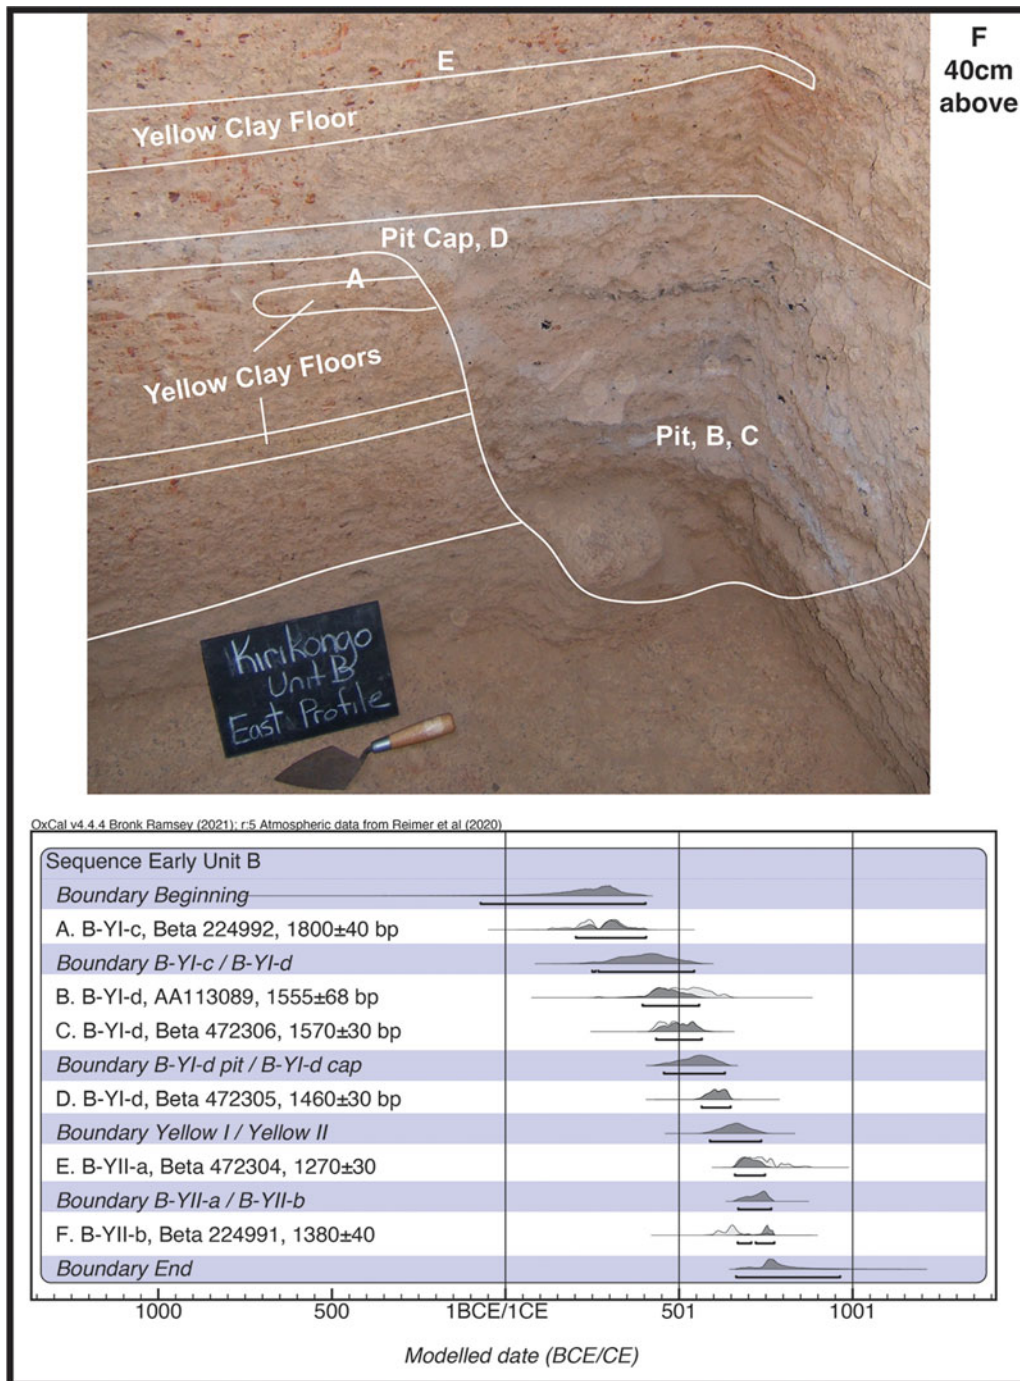 E
F
40cm
above
Yellow Clay Floor
Pit Cap, D
A
Yellow Clay Floors
Pit, B, C
Kirikongo
Unit B
East Profile
OxCal v4.4.4 Bronk Ramsey (2021); r:5 Atmospheric data from Reimer et al (2020)
Sequence Early Unit B
Boundary Beginning
A. B-YI-c, Beta 224992, 1800±40 bp
Boundary B-YI-c / B-YI-d
B. B-YI-d, AA113089, 1555±68 bp
C. B-YI-d, Beta 472306, 1570±30 bp
Boundary B-YI-d pit / B-YI-d cap
D. B-YI-d, Beta 472305, 1460±30 bp
Boundary Yellow I / Yellow II
E. B-YII-a, Beta 472304, 1270±30
Boundary B-YII-a / B-YII-b
F. B-YII-b, Beta 224991, 1380±40
Boundary End
1000 500 1BCE/1CE 501 1001
Modelled date (BCE/CE)